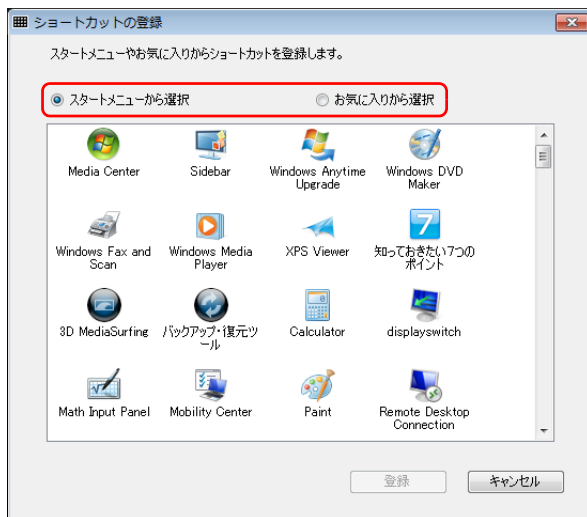 ショートカットの登録
スタートメニューやお気に入りからショートカットを登録します。
スタートメニューから選択 お気に入りから選択
Media Center Sidebar Windows Anytime Windows DVD
Upgrade Maker
Windows Fax and Windows Media XPS Viewer 知っておきたい7つの
Scan Player ポイント
3D MediaSurfing バックアップ・復元ツ Calculator displayswitch
ール
Math Input Panel Mobility Center Paint Remote Desktop
Connection
登録 キャンセル